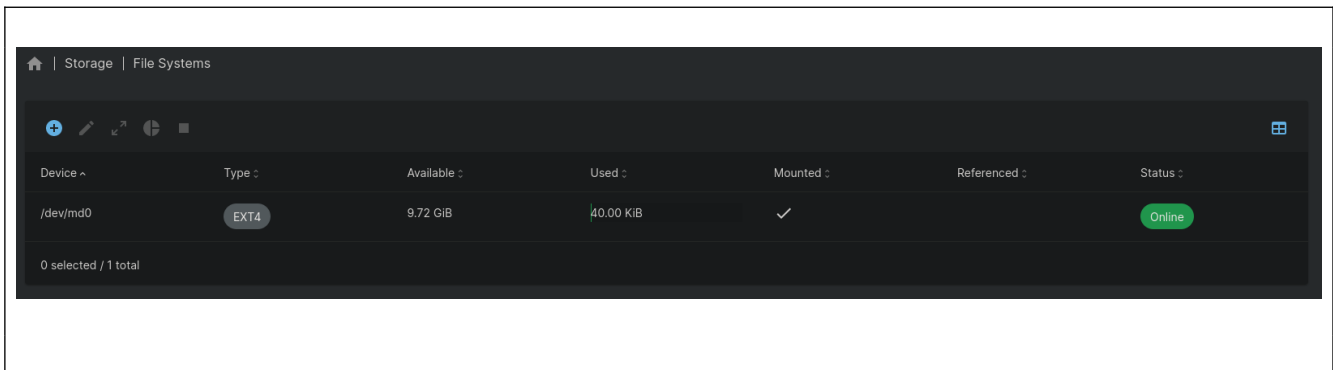 | Storage | File Systems
Device Type Available Used Mounted Referenced Status
/dev/md0 EXT4 9.72 GiB 40.00 KiB Online
0 selected / 1 total